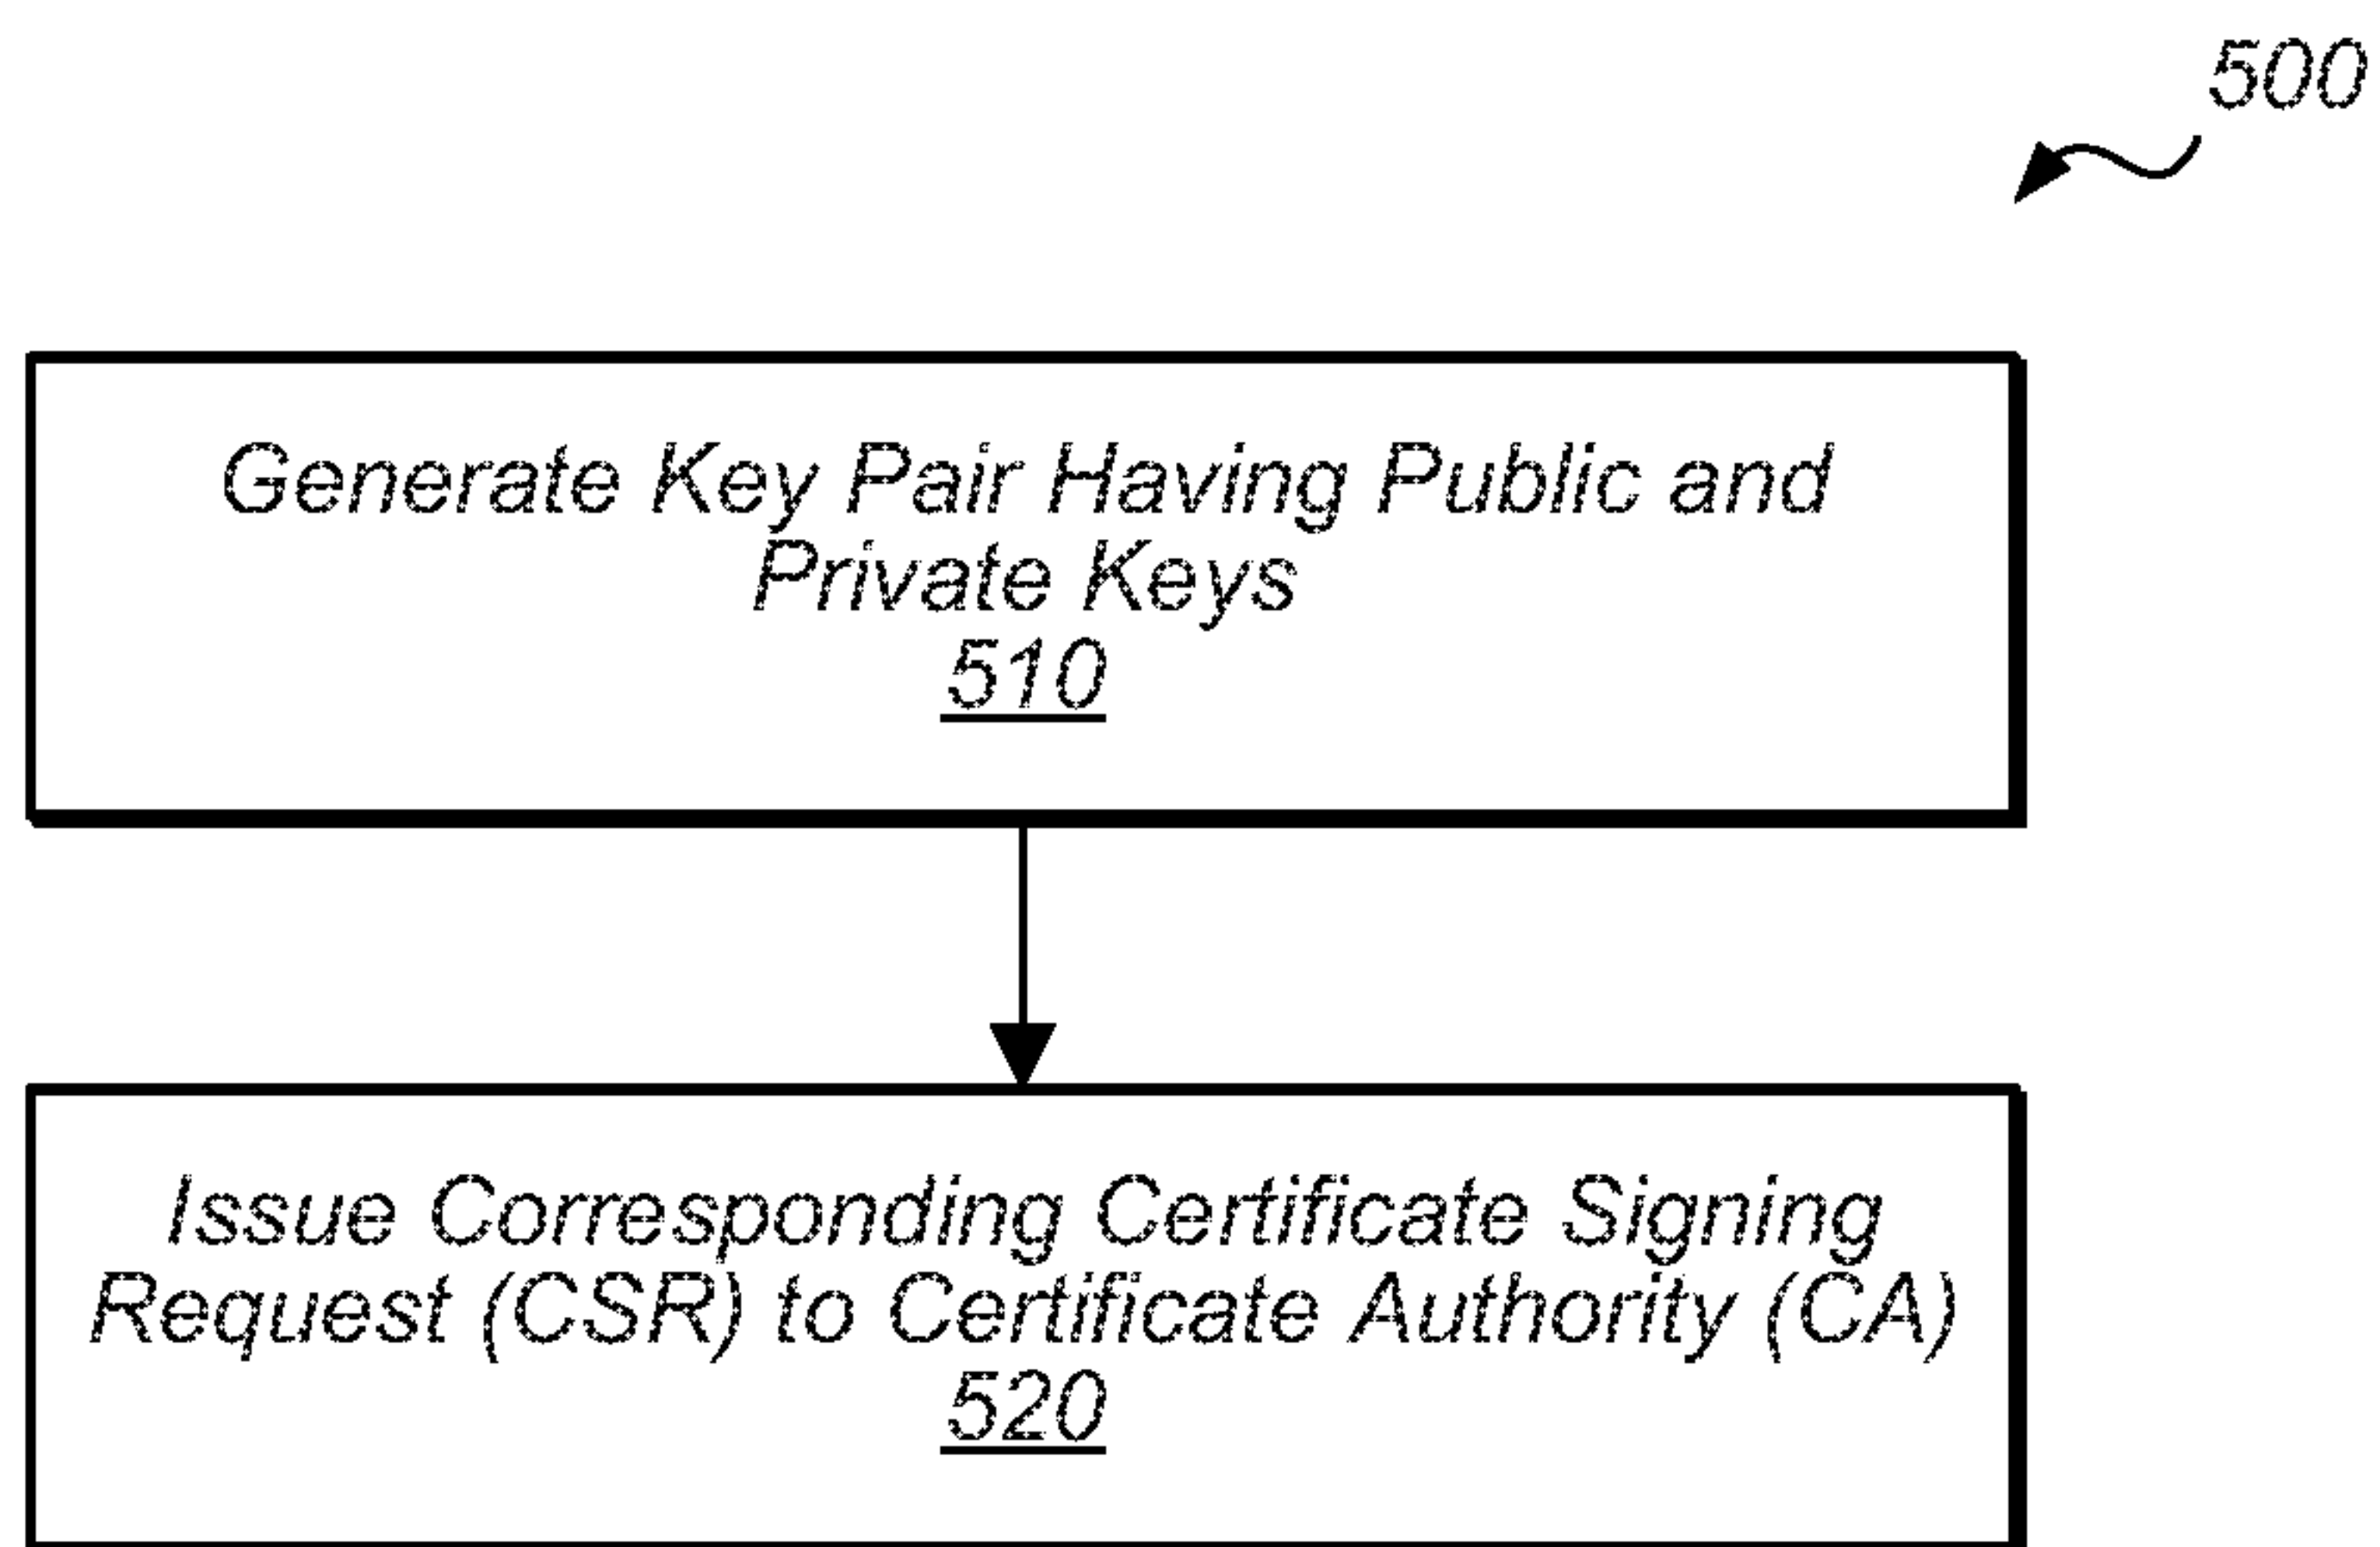 500
Generate Key Pair Having Public and
Private Keys
510
Issue Corresponding Certificate Signing
Request (CSR) to Certificate Authority (CA)
520